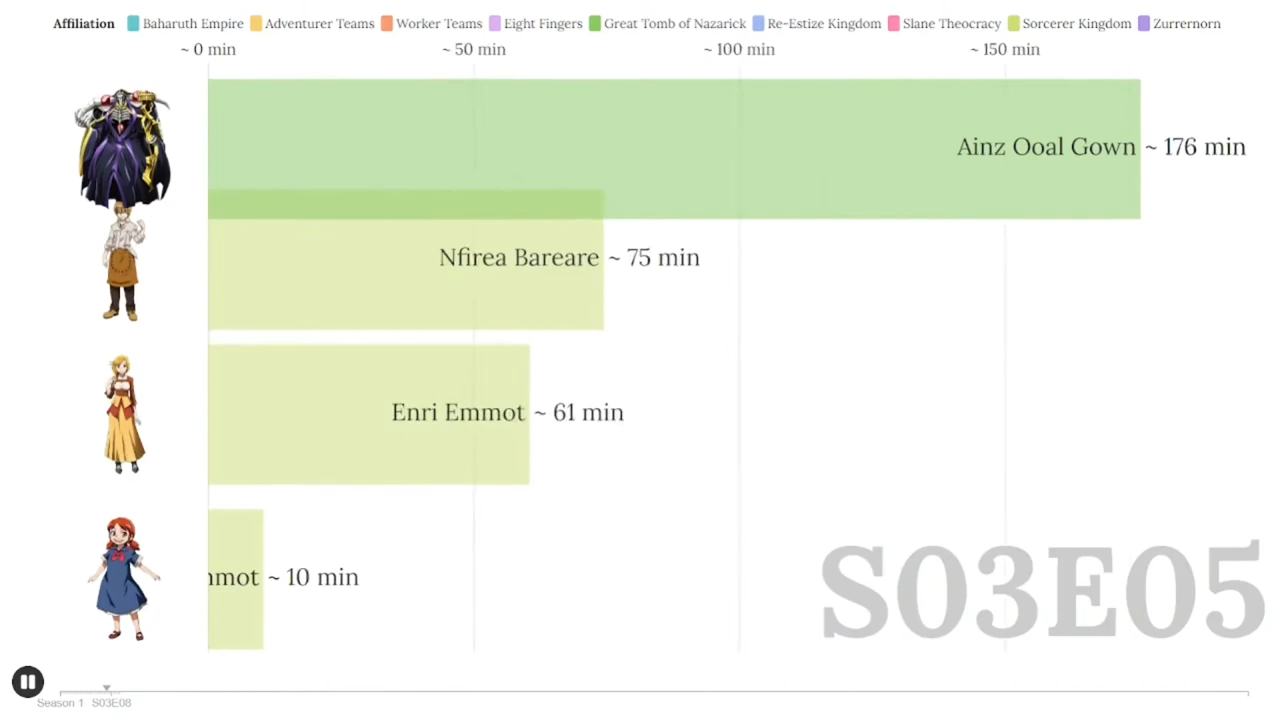 Affiliation Baharuth Empire Adventurer Teams Worker Teams Eight Fingers Great Tomb of Nazarick Re-Estize Kingdom Slane Theocracy Sorcerer Kingdom Zurrernorn
~ 0 min ~ 50 min ~ 100 min ~ 150 min
Ainz Ooal Gown ~ 176 min
Nfirea Bareare ~ 75 min
Enri Emmot ~ 61 min
mot ~ 10 min
S03E05
Season 1 S03E08